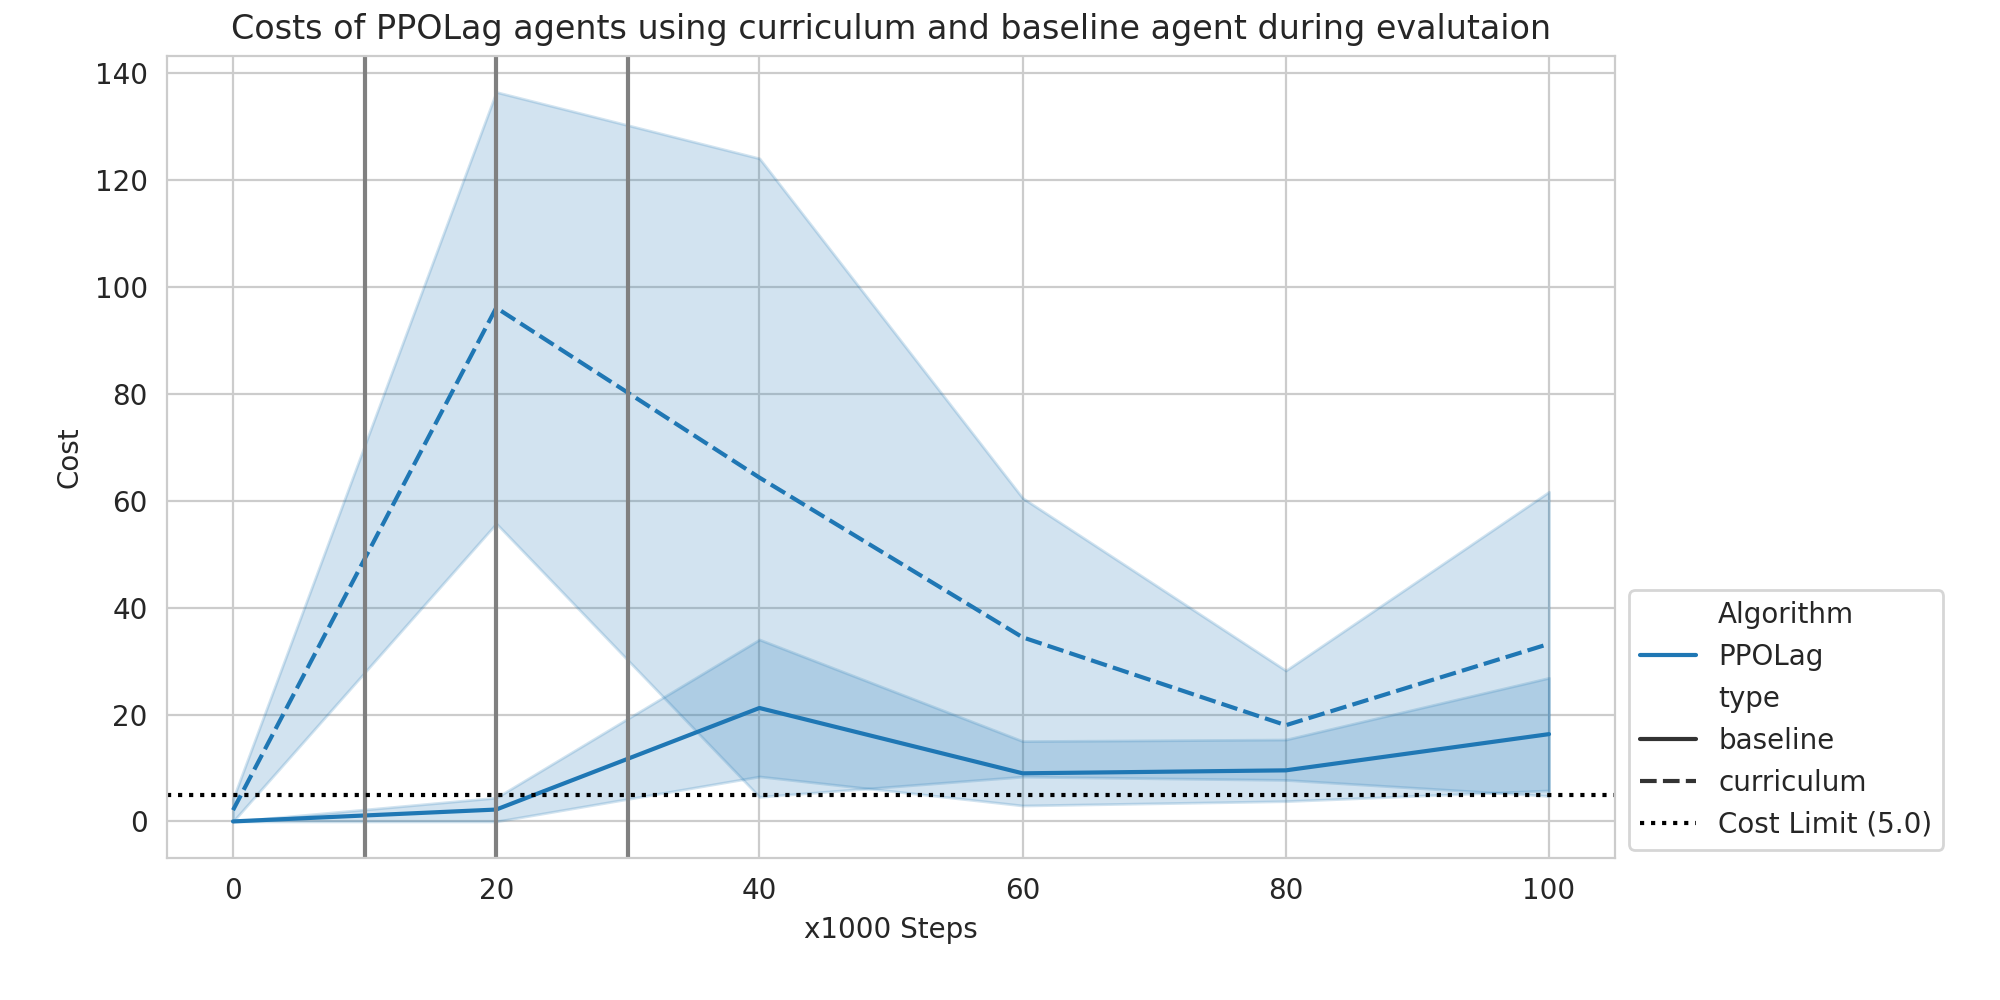 Costs of PPOLag agents using curriculum and baseline agent during evalutaion
140
120
100
80
60
40
20
0
Cost
0 20 40 60 80 100
x1000 Steps
Algorithm
PPOLag
type
baseline
curriculum
Cost Limit (5.0)